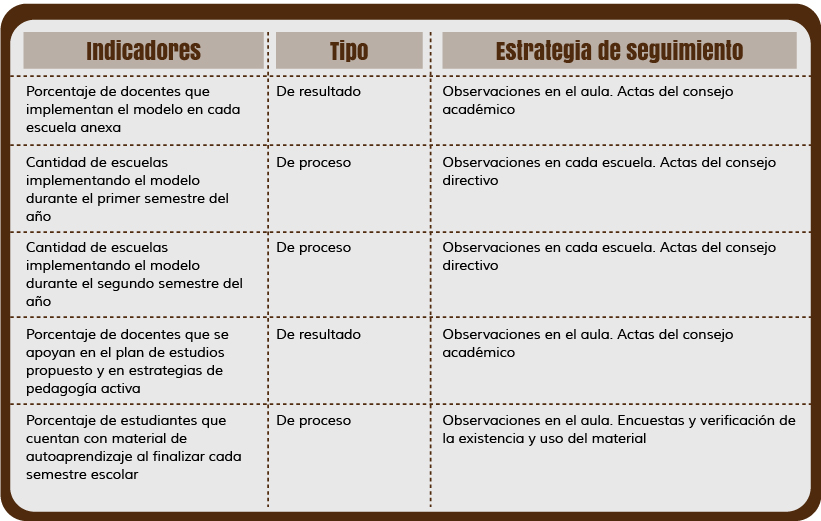 Indicadores Tipo Estrategia de seguimiento
Porcentaje de docentes que De resultado Observaciones en el aula. Actas del consejo
implementan el modelo en cada académico
escuela anexa
Cantidad de escuelas De proceso Observaciones en cada escuela. Actas del consejo
implementando el modelo directivo
durante el primer semestre del
año
Cantidad de escuelas De proceso Observaciones en cada escuela. Actas del consejo
implementando el modelo directivo
durante el segundo semestre del
año
Porcentaje de docentes que se De resultado Observaciones en el aula. Actas del consejo
apoyan en el plan de estudios académico
propuesto y en estrategias de
pedagogía activa
Porcentaje de estudiantes que De proceso Observaciones en el aula. Encuestas y verificación de
cuentan con material de la existencia y uso del material
autoaprendizaje al finalizar cada
semestre escolar